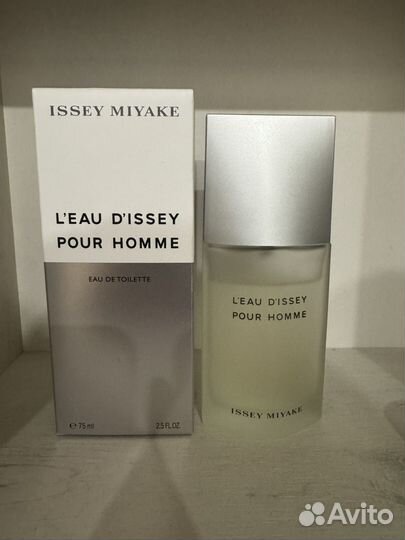 ISSEY MIYAKE
L'EAU D'ISSEY
POUR HOMME
EAU DE TOILETTE
℮ 75 ml 2.5 FL.OZ.
L'EAU D'ISSEY
POUR HOMME
ISSEY MIYAKE
Avito